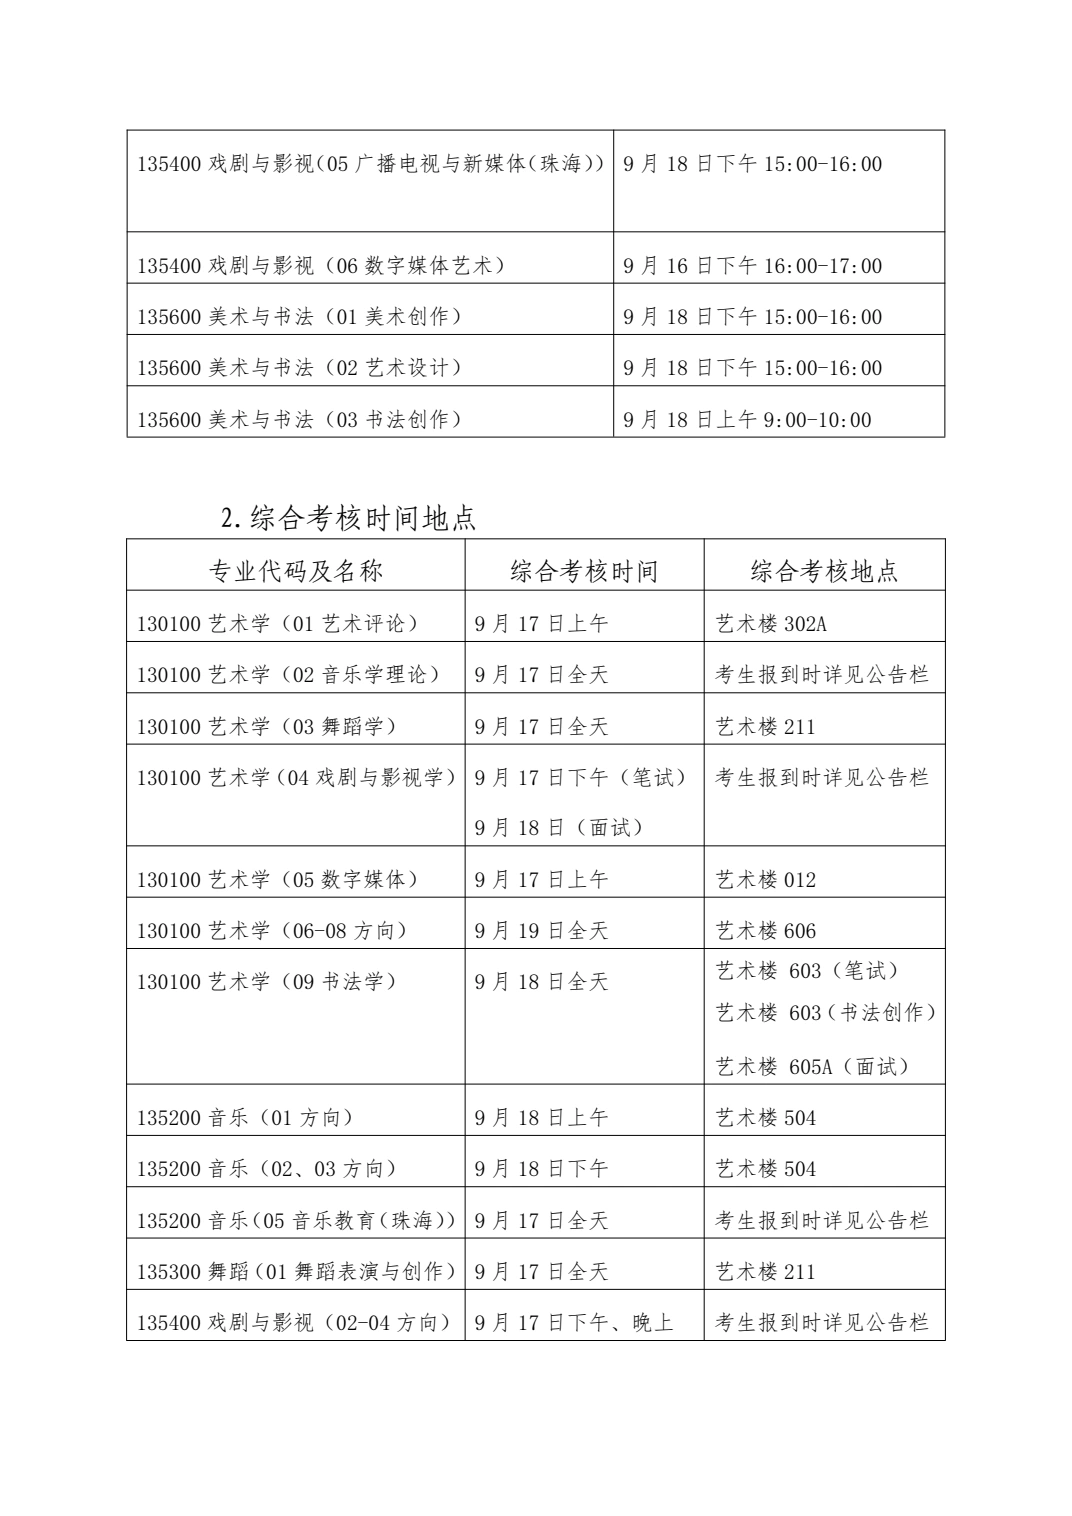 135400 戏剧与影视（05 广播电视与新媒体（珠海）） 9 月 18 日下午 15:00-16:00
135400 戏剧与影视（06 数字媒体艺术） 9 月 16 日下午 16:00-17:00
135600 美术与书法（01 美术创作） 9 月 18 日下午 15:00-16:00
135600 美术与书法（02 艺术设计） 9 月 18 日下午 15:00-16:00
135600 美术与书法（03 书法创作） 9 月 18 日上午 9:00-10:00
2.综合考核时间地点
专业代码及名称 综合考核时间 综合考核地点
130100 艺术学（01 艺术评论） 9 月 17 日上午 艺术楼 302A
130100 艺术学（02 音乐学理论） 9 月 17 日全天 考生报到时详见公告栏
130100 艺术学（03 舞蹈学） 9 月 17 日全天 艺术楼 211
130100 艺术学（04 戏剧与影视学） 9 月 17 日下午（笔试） 考生报到时详见公告栏
9 月 18 日（面试）
130100 艺术学（05 数字媒体） 9 月 17 日上午 艺术楼 012
130100 艺术学（06-08 方向） 9 月 19 日全天 艺术楼 606
艺术楼 603（笔试）
130100 艺术学（09 书法学） 9 月 18 日全天
艺术楼 603（书法创作）
艺术楼 605A（面试）
135200 音乐（01 方向） 9 月 18 日上午 艺术楼 504
135200 音乐（02、03 方向） 9 月 18 日下午 艺术楼 504
135200 音乐（05 音乐教育（珠海）） 9 月 17 日全天 考生报到时详见公告栏
135300 舞蹈（01 舞蹈表演与创作） 9 月 17 日全天 艺术楼 211
135400 戏剧与影视（02-04 方向） 9 月 17 日下午、晚上 考生报到时详见公告栏